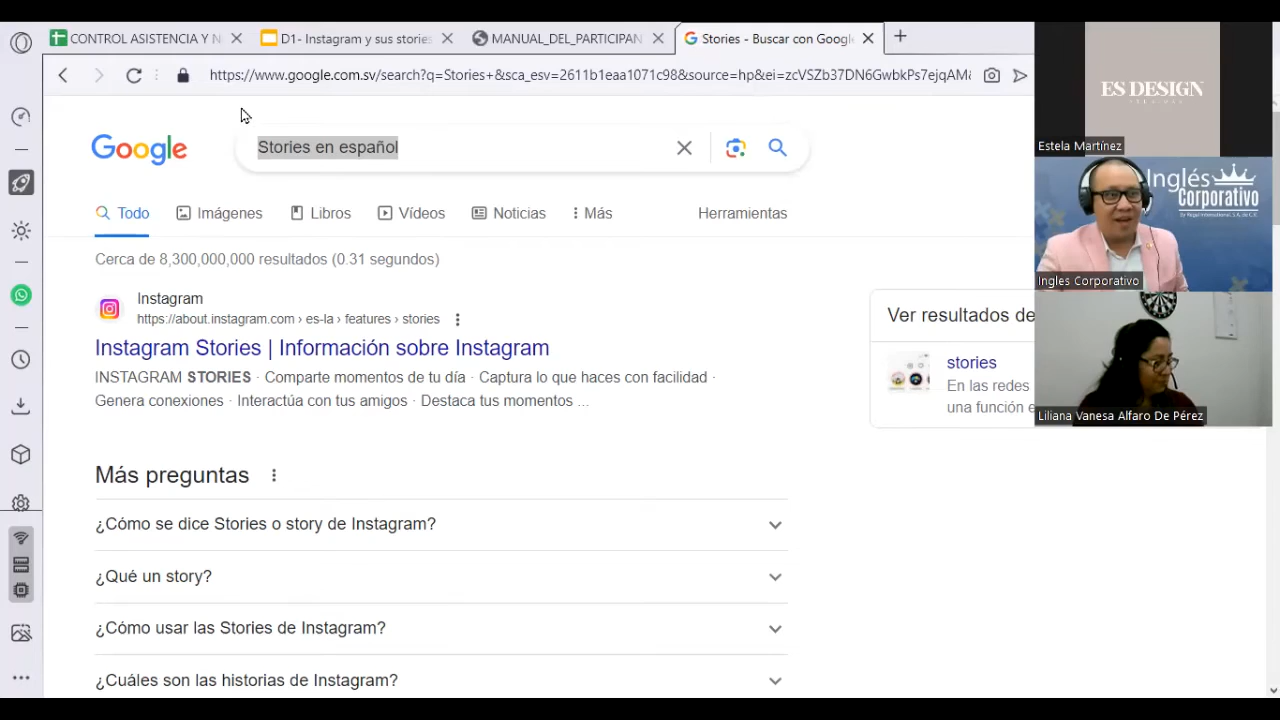 CONTROL ASISTENCIA Y N
D1- Instagram y sus stories
MANUAL_DEL_PARTICIPAN
Stories - Buscar con Google
https://www.google.com.sv/search?q=Stories+&sca_esv=2611b1eaa1071c98&source=hp&ei=zcVSZb37DN6GwbkPs7ejqAM&
Google
Stories en español
Todo
Imágenes
Libros
Vídeos
Noticias
Más
Herramientas
Cerca de 8,300,000,000 resultados (0.31 segundos)
Instagram
https://about.instagram.com › es-la › features › stories
Instagram Stories | Información sobre Instagram
INSTAGRAM STORIES · Comparte momentos de tu día · Captura lo que haces con facilidad ·
Genera conexiones · Interactúa con tus amigos · Destaca tus momentos ...
Más preguntas
¿Cómo se dice Stories o story de Instagram?
¿Qué un story?
¿Cómo usar las Stories de Instagram?
¿Cuáles son las historias de Instagram?
Ver resultados de
stories
En las redes
una función e
ES DESIGN
Estela Martínez
Inglés
Corporativo
Ingles Corporativo
Liliana Vanesa Alfaro De Pérez